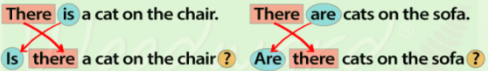 There is a cat on the chair. There are cats on the sofa.
Is there a cat on the chair? Are there cats on the sofa?